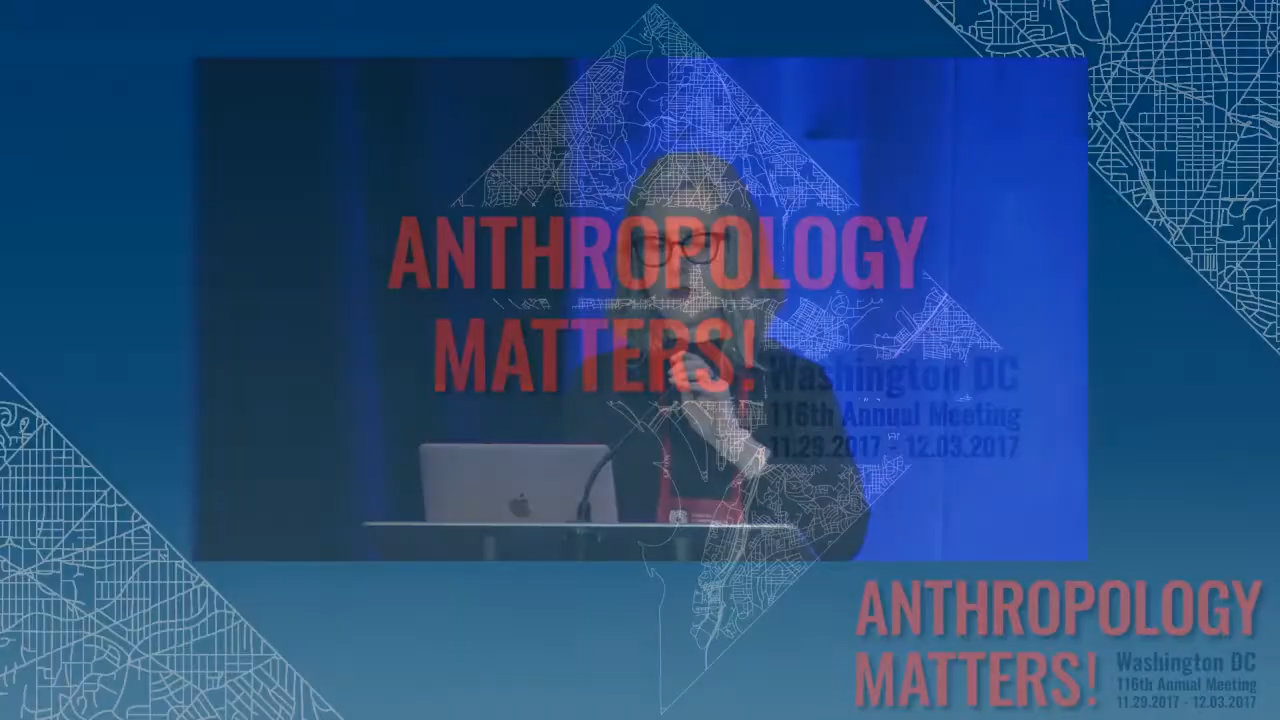 ANTHROPOLOGY
MATTERS!
Washington DC
116th Annual Meeting
11.29.2017 - 12.03.2017
ANTHROPOLOGY
MATTERS!
Washington DC
116th Annual Meeting
11.29.2017 - 12.03.2017